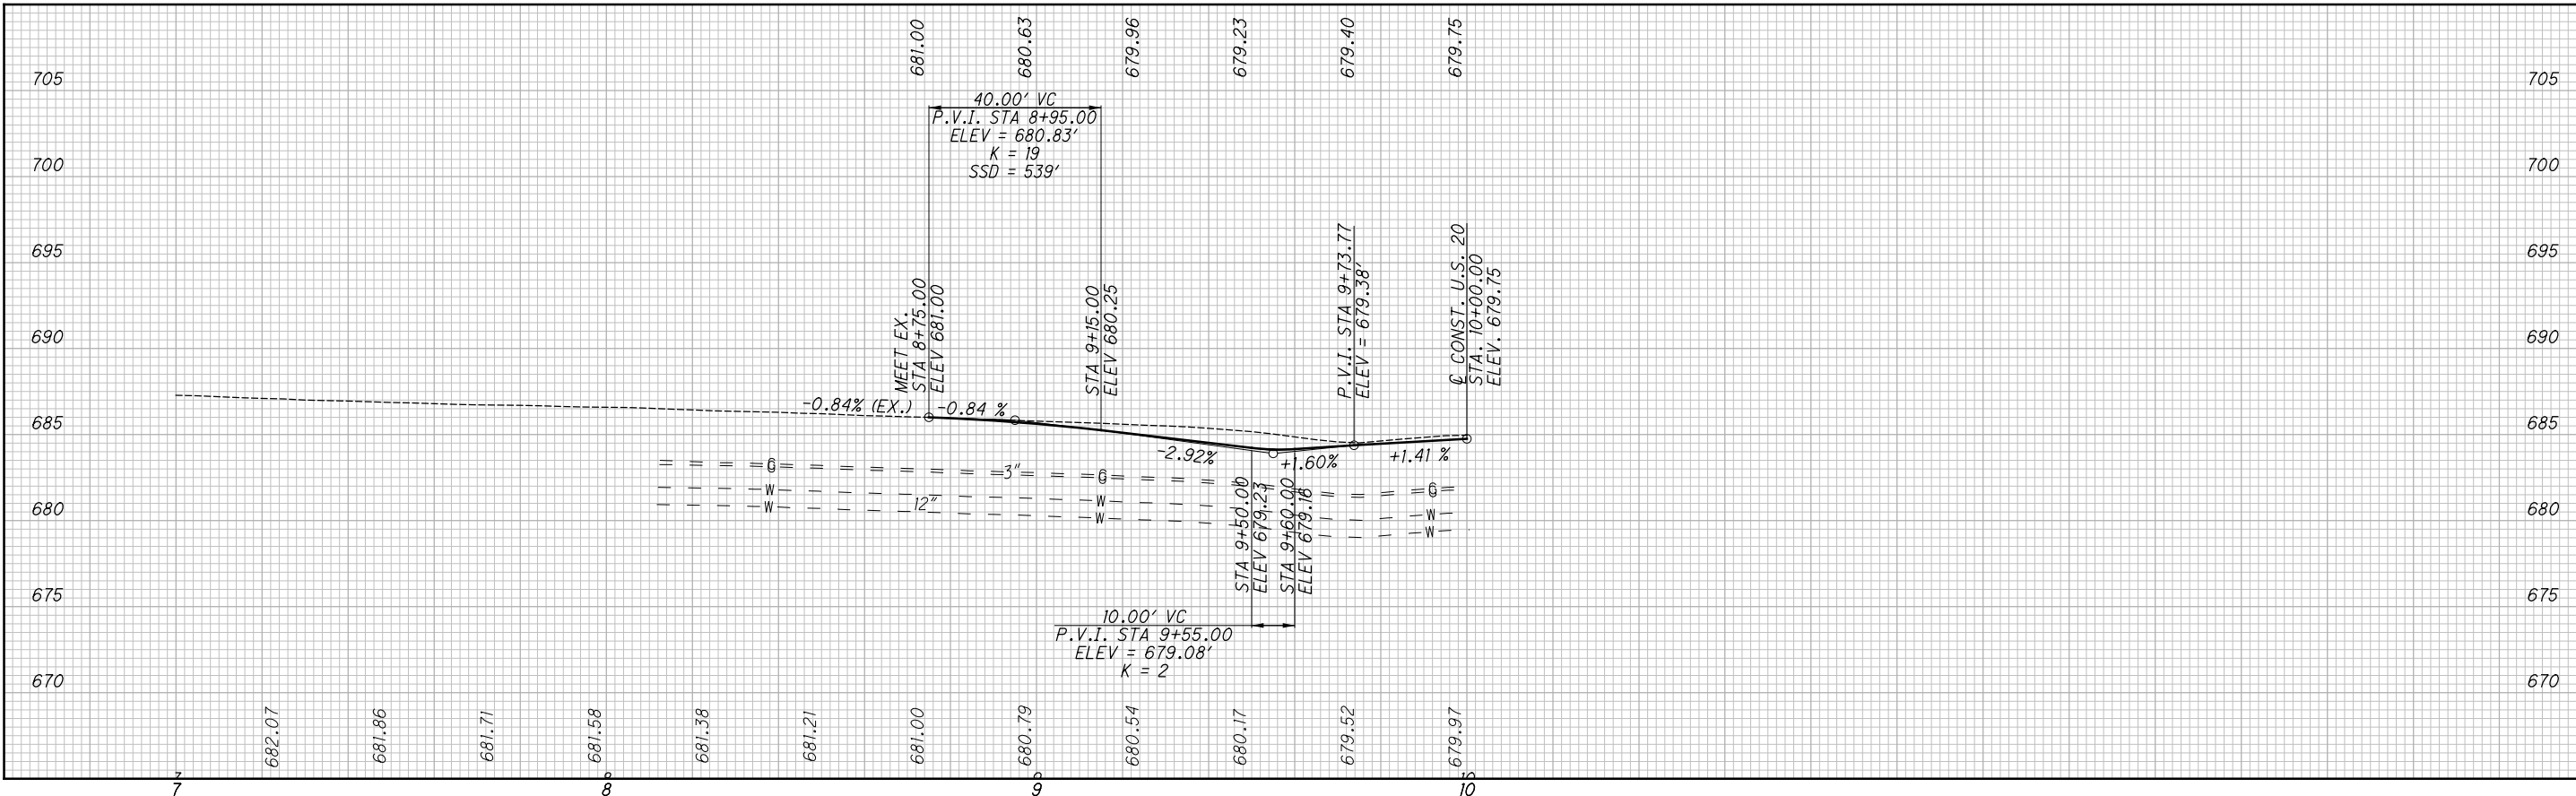 681.00 680.63 679.96 679.23 679.40 679.75
705 705
40.00' VC
P.V.I. STA 8+95.00
ELEV = 680.83'
K = 19
SSD = 539'
700 700
695 695
MEET EX.
STA 8+75.00
ELEV 681.00
STA 9+15.00
ELEV 680.25
P.V.I. STA 9+73.77
ELEV = 679.38'
℄ CONST. U.S. 20
STA. 10+00.00
ELEV. 679.75
690 690
-0.84% (EX.) -0.84 %
685 685
-2.92% +1.60% +1.41 %
G G G
G G G
3"
W W W
12"
W W W
680 680
STA 9+50.00
ELEV 679.23
STA 9+60.00
ELEV 679.16
675 675
10.00' VC
P.V.I. STA 9+55.00
ELEV = 679.08'
K = 2
670 670
682.07 681.86 681.71 681.58 681.38 681.21 681.00 680.79 680.54 680.17 679.52 679.97
7 8 9 10
7 8 9 10